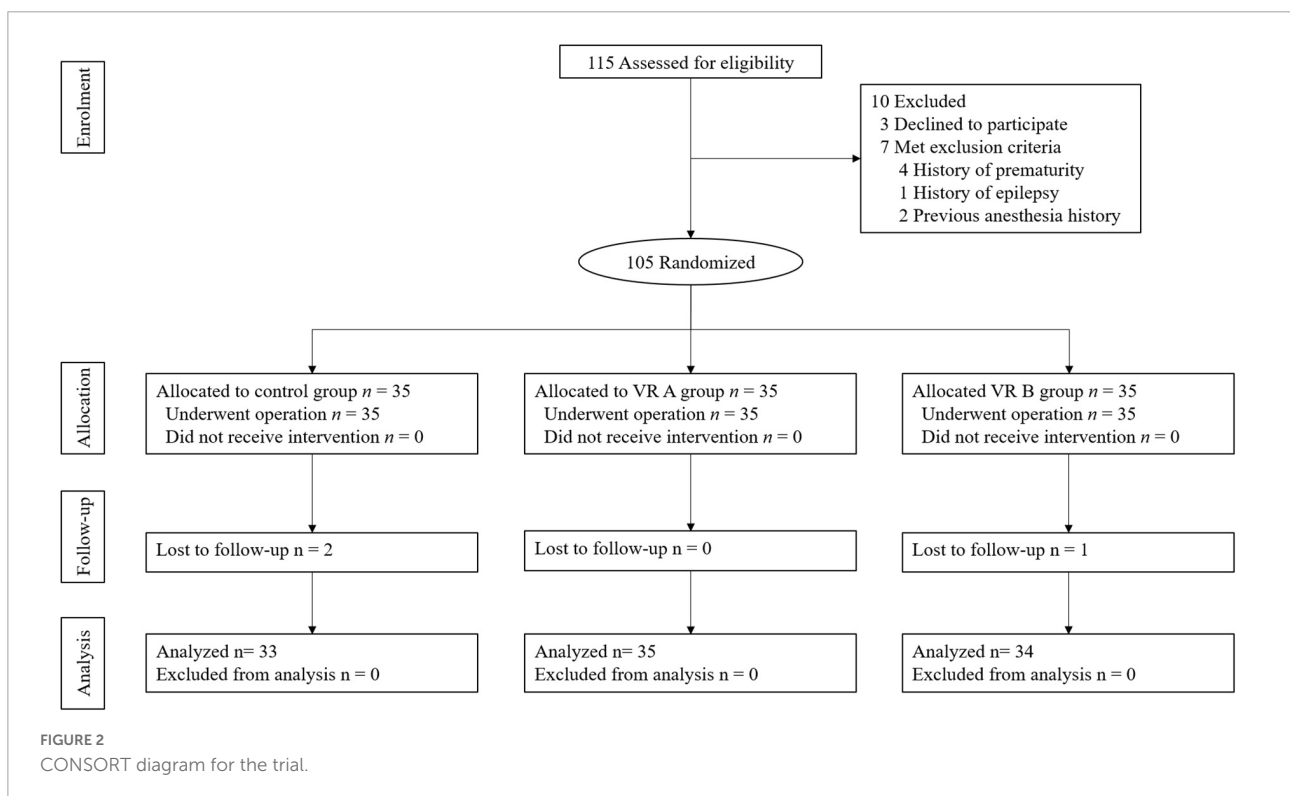 Enrolment
115 Assessed for eligibility
10 Excluded
3 Declined to participate
7 Met exclusion criteria
4 History of prematurity
1 History of epilepsy
2 Previous anesthesia history
105 Randomized
Allocation
Allocated to control group n = 35
Underwent operation n = 35
Did not receive intervention n = 0
Allocated to VR A group n = 35
Underwent operation n = 35
Did not receive intervention n = 0
Allocated VR B group n = 35
Underwent operation n = 35
Did not receive intervention n = 0
Follow-up
Lost to follow-up n = 2
Lost to follow-up n = 0
Lost to follow-up n = 1
Analysis
Analyzed n= 33
Excluded from analysis n = 0
Analyzed n = 35
Excluded from analysis n = 0
Analyzed n = 34
Excluded from analysis n = 0
FIGURE 2
CONSORT diagram for the trial.